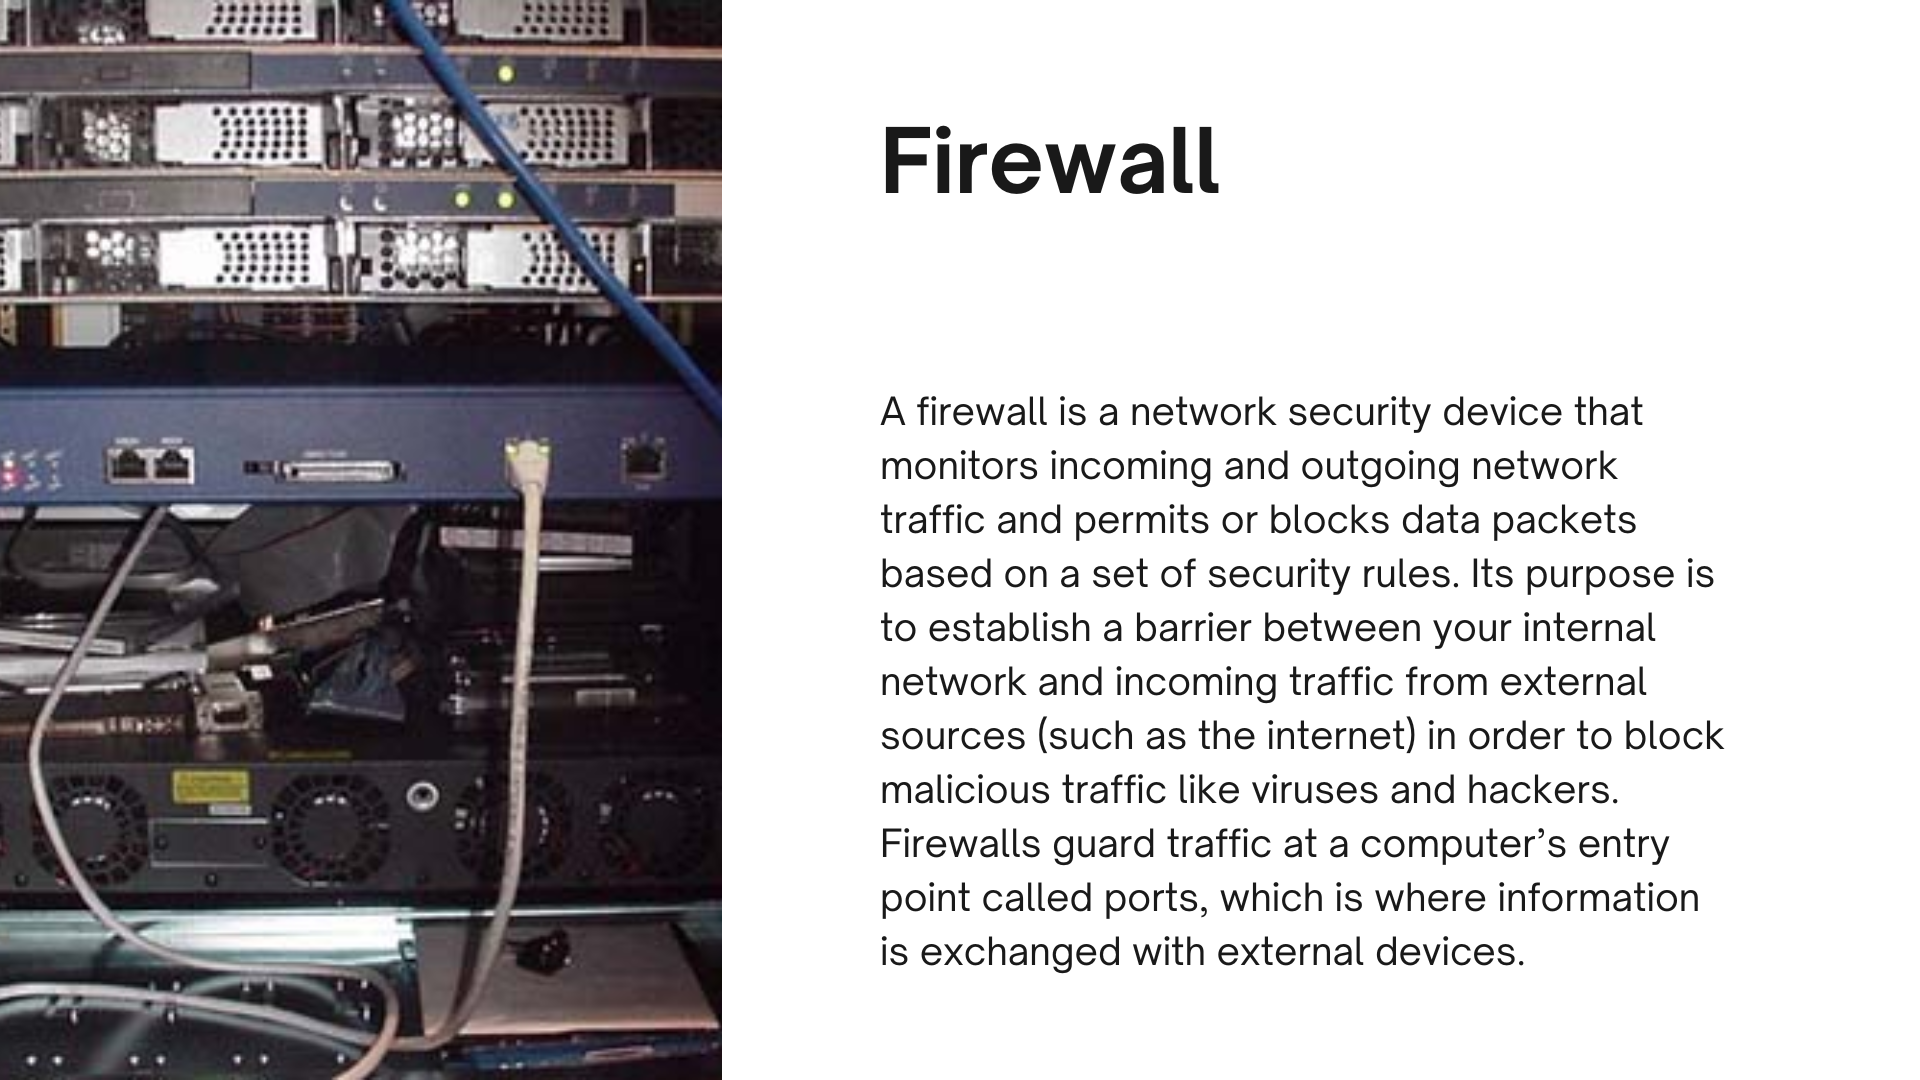 Firewall
A firewall is a network security device that
monitors incoming and outgoing network
traffic and permits or blocks data packets
based on a set of security rules. Its purpose is
to establish a barrier between your internal
network and incoming traffic from external
sources (such as the internet) in order to block
malicious traffic like viruses and hackers.
Firewalls guard traffic at a computer’s entry
point called ports, which is where information
is exchanged with external devices.